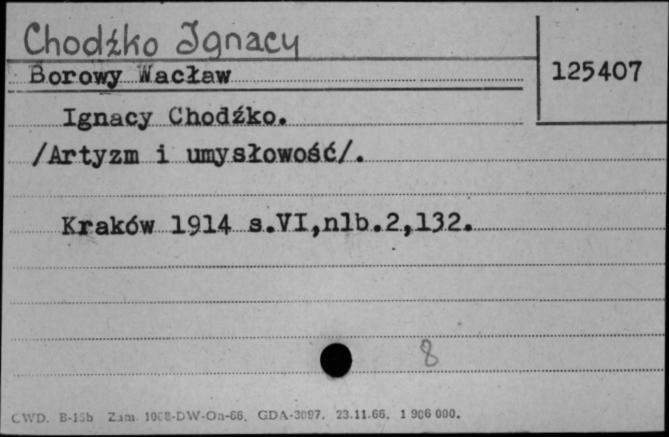 Chodźko Ignacy
Borowy Wacław
125407
Ignacy Chodźko.
/Artyzm i umysłowość/.
Kraków 1914 s.VI,nlb.2,132.
8
CWD. B-15b Zam. 1008-DW-On-66. GDA-3097. 23.11.66. 1 906 000.